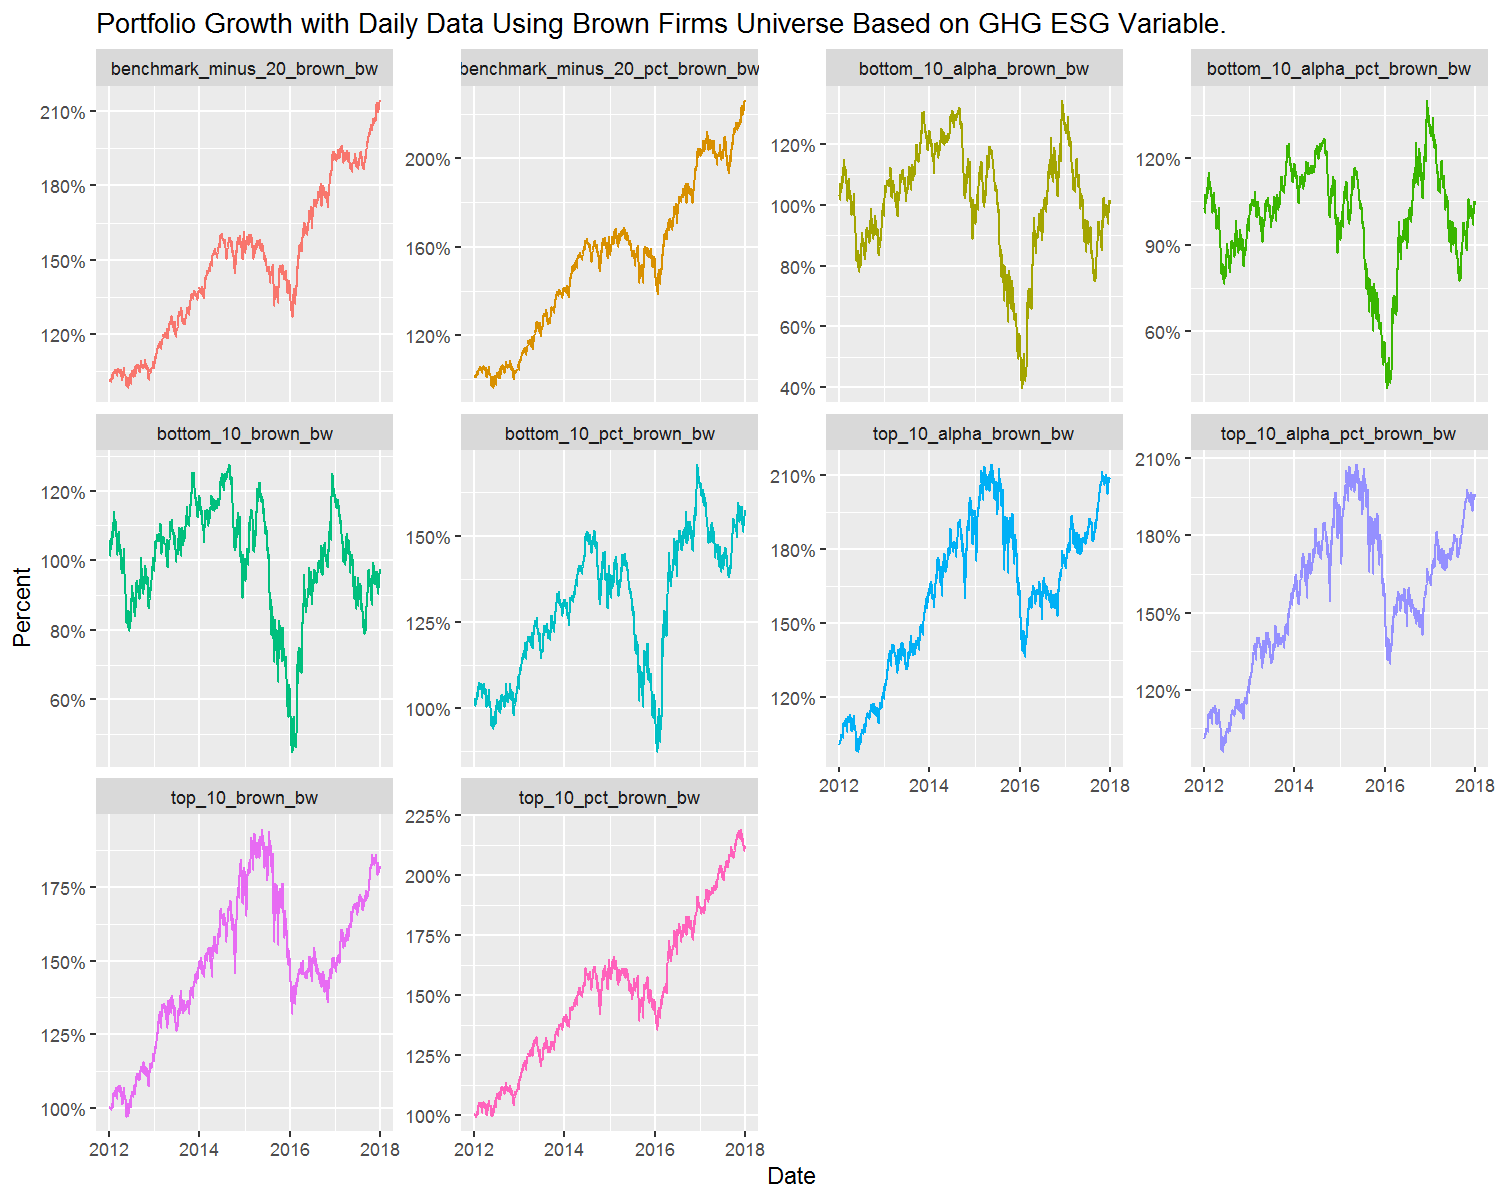 Portfolio Growth with Daily Data Using Brown Firms Universe Based on GHG ESG Variable.
benchmark_minus_20_brown_bw
benchmark_minus_20_pct_brown_bw
bottom_10_alpha_brown_bw
bottom_10_alpha_pct_brown_bw
210%
180%
150%
120%
200%
160%
120%
120%
100%
80%
60%
40%
120%
90%
60%
bottom_10_brown_bw
bottom_10_pct_brown_bw
top_10_alpha_brown_bw
top_10_alpha_pct_brown_bw
120%
100%
80%
60%
150%
125%
100%
210%
180%
150%
120%
210%
180%
150%
120%
2012 2014 2016 2018
2012 2014 2016 2018
top_10_brown_bw
top_10_pct_brown_bw
175%
150%
125%
100%
225%
200%
175%
150%
125%
100%
2012 2014 2016 2018
2012 2014 2016 2018
Percent
Date